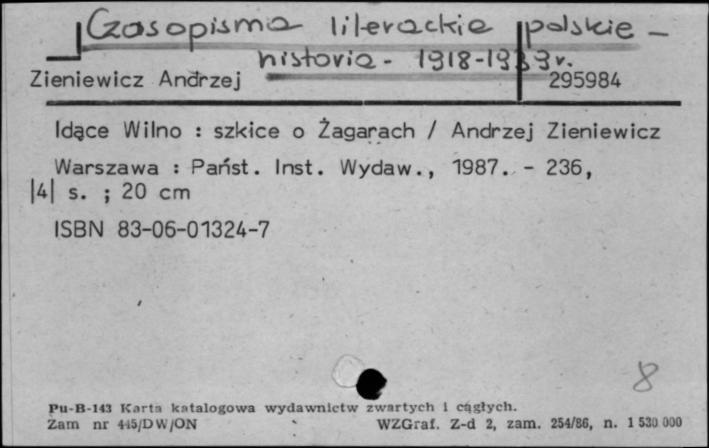 Czasopisma literackie polskie -
historia - 1918-1939 r.
Zieniewicz Andrzej 295984
Idące Wilno : szkice o Żagarach / Andrzej Zieniewicz
Warszawa : Państ. Inst. Wydaw., 1987. - 236,
|4| s. ; 20 cm
ISBN 83-06-01324-7
8
Pu-B-143 Karta katalogowa wydawnictw zwartych i ciągłych.
Zam nr 445/DW/ON WZGraf. Z-d 2, zam. 254/86, n. 1 530 000